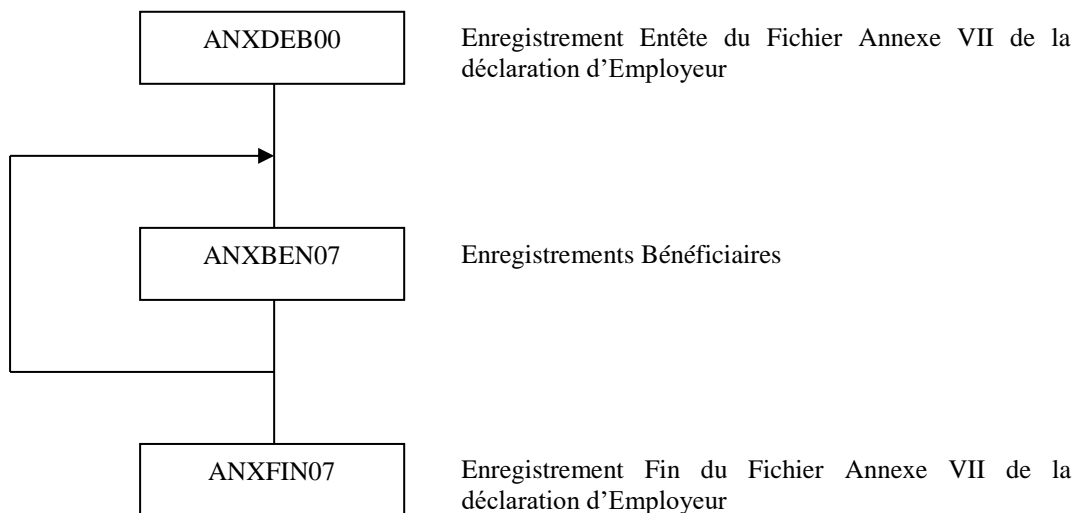 ANXDEB00
Enregistrement Entête du Fichier Annexe VII de la
déclaration d’Employeur
ANXBEN07
Enregistrements Bénéficiaires
ANXFIN07
Enregistrement Fin du Fichier Annexe VII de la
déclaration d’Employeur